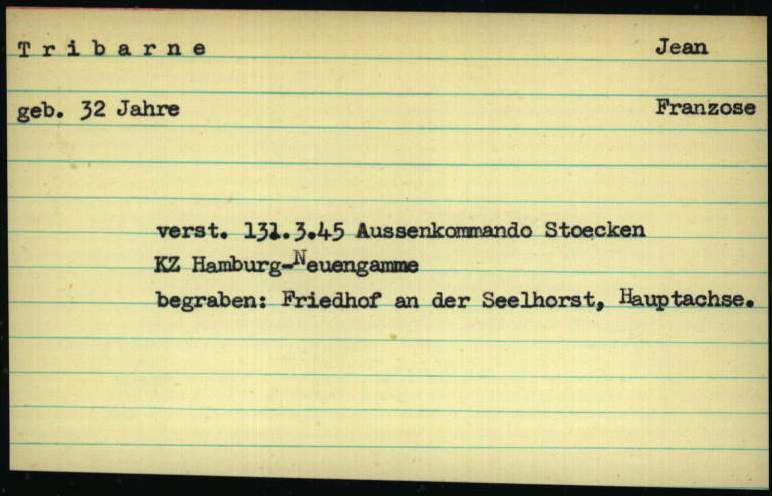 Tribarne Jean
geb. 32 Jahre Franzose
verst. 131.3.45 Aussenkommando Stoecken
KZ Hamburg-Neuengamme
begraben: Friedhof an der Seelhorst, Hauptachse.